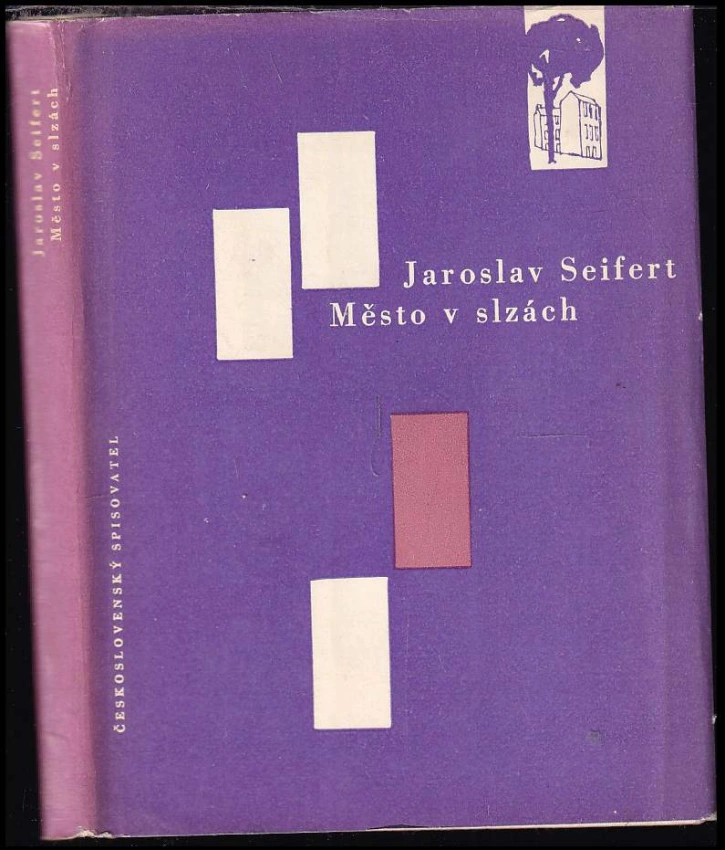 Jaroslav Seifert
Město v slzách
Jaroslav Seifert
Město v slzách
ČESKOSLOVENSKÝ SPISOVATEL